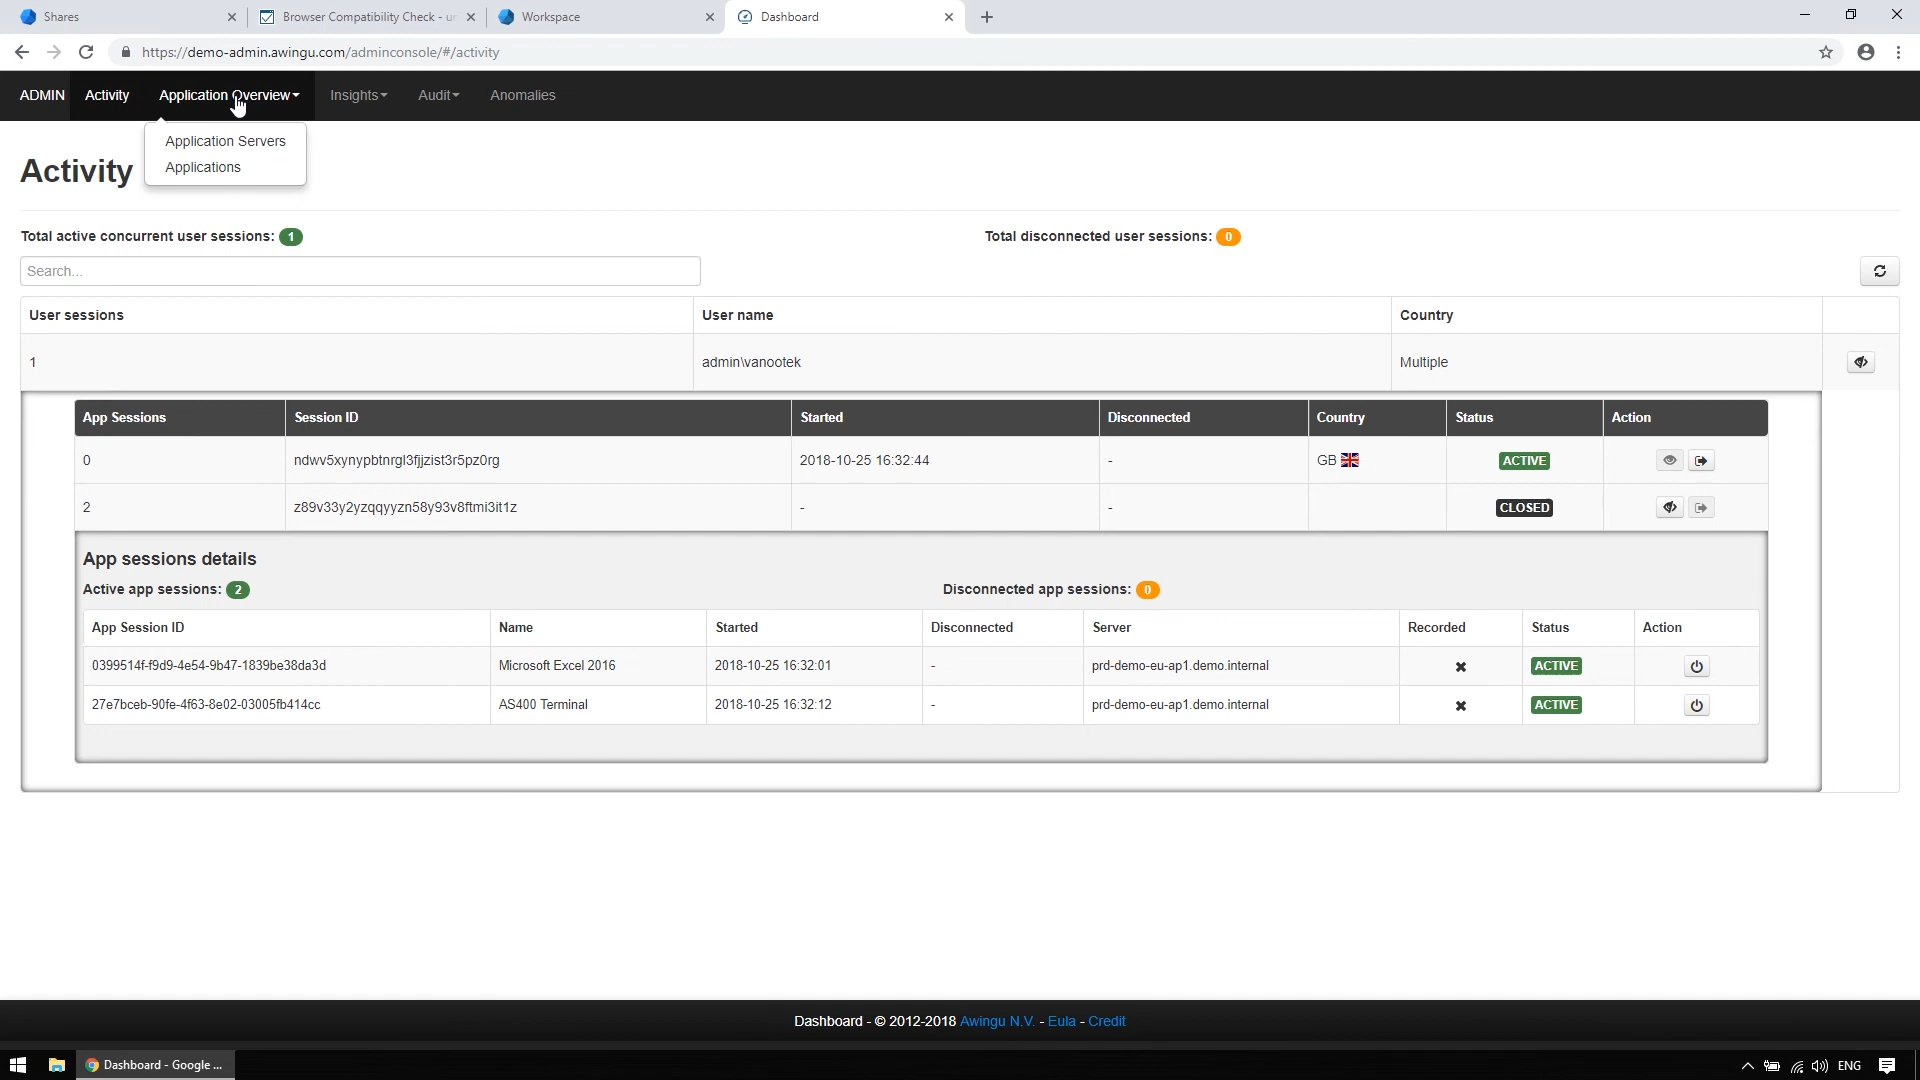 Shares
Browser Compatibility Check - ur
Workspace
Dashboard
https://demo-admin.awingu.com/adminconsole/#/activity
ADMIN Activity Application Overview Insights Audit Anomalies
Application Servers
Applications
Activity
Total active concurrent user sessions: 1 Total disconnected user sessions: 0
Search...
User sessions User name Country
1 admin\vanootek Multiple
App Sessions Session ID Started Disconnected Country Status Action
0 ndwv5xynypbtnrgl3fjjzist3r5pz0rg 2018-10-25 16:32:44 - GB ACTIVE
2 z89v33y2yzqqyyzn58y93v8ftmi3it1z - - CLOSED
App sessions details
Active app sessions: 2 Disconnected app sessions: 0
App Session ID Name Started Disconnected Server Recorded Status Action
0399514f-f9d9-4e54-9b47-1839be38da3d Microsoft Excel 2016 2018-10-25 16:32:01 - prd-demo-eu-ap1.demo.internal ACTIVE
27e7bceb-90fe-4f63-8e02-03005fb414cc AS400 Terminal 2018-10-25 16:32:12 - prd-demo-eu-ap1.demo.internal ACTIVE
Dashboard - © 2012-2018 Awingu N.V. - Eula - Credit
Dashboard - Google ...
ENG